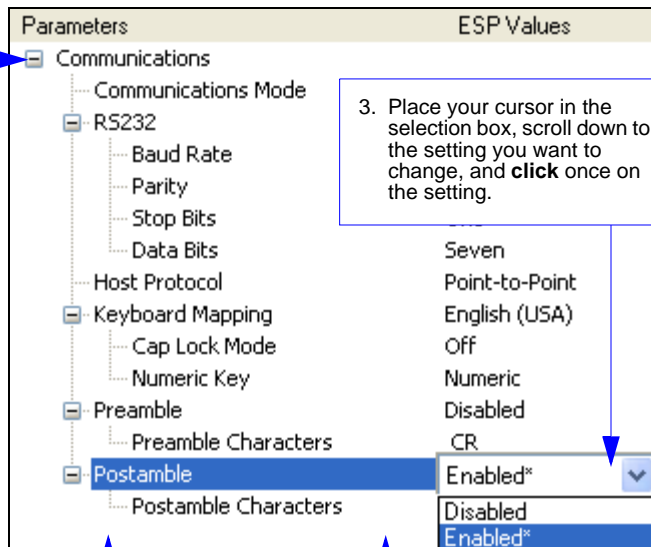 Parameters ESP Values
Communications
Communications Mode
3. Place your cursor in the
selection box, scroll down to
the setting you want to
change, and click once on
the setting.
RS232
Baud Rate
Parity
Stop Bits
Data Bits Seven
Host Protocol Point-to-Point
Keyboard Mapping English (USA)
Cap Lock Mode Off
Numeric Key Numeric
Preamble Disabled
Preamble Characters CR
Postamble Enabled*
Postamble Characters Disabled
Enabled*